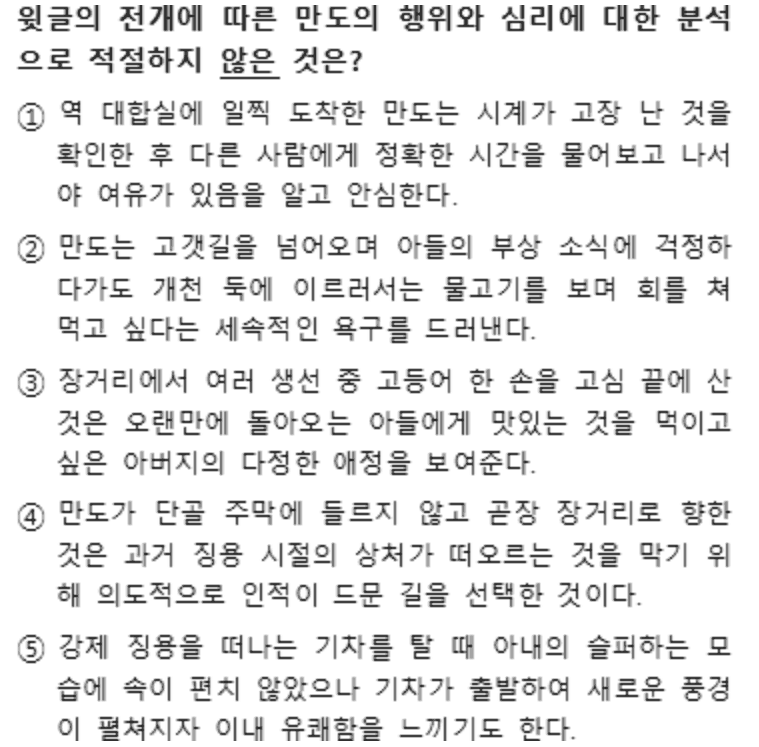 윗글의 전개에 따른 만도의 행위와 심리에 대한 분석
으로 적절하지 않은 것은?
① 역 대합실에 일찍 도착한 만도는 시계가 고장 난 것을
확인한 후 다른 사람에게 정확한 시간을 물어보고 나서
야 여유가 있음을 알고 안심한다.
② 만도는 고갯길을 넘어오며 아들의 부상 소식에 걱정하
다가도 개천 둑에 이르러서는 물고기를 보며 회를 쳐
먹고 싶다는 세속적인 욕구를 드러낸다.
③ 장거리에서 여러 생선 중 고등어 한 손을 고심 끝에 산
것은 오랜만에 돌아오는 아들에게 맛있는 것을 먹이고
싶은 아버지의 다정한 애정을 보여준다.
④ 만도가 단골 주막에 들르지 않고 곧장 장거리로 향한
것은 과거 징용 시절의 상처가 떠오르는 것을 막기 위
해 의도적으로 인적이 드문 길을 선택한 것이다.
⑤ 강제 징용을 떠나는 기차를 탈 때 아내의 슬퍼하는 모
습에 속이 편치 않았으나 기차가 출발하여 새로운 풍경
이 펼쳐지자 이내 유쾌함을 느끼기도 한다.